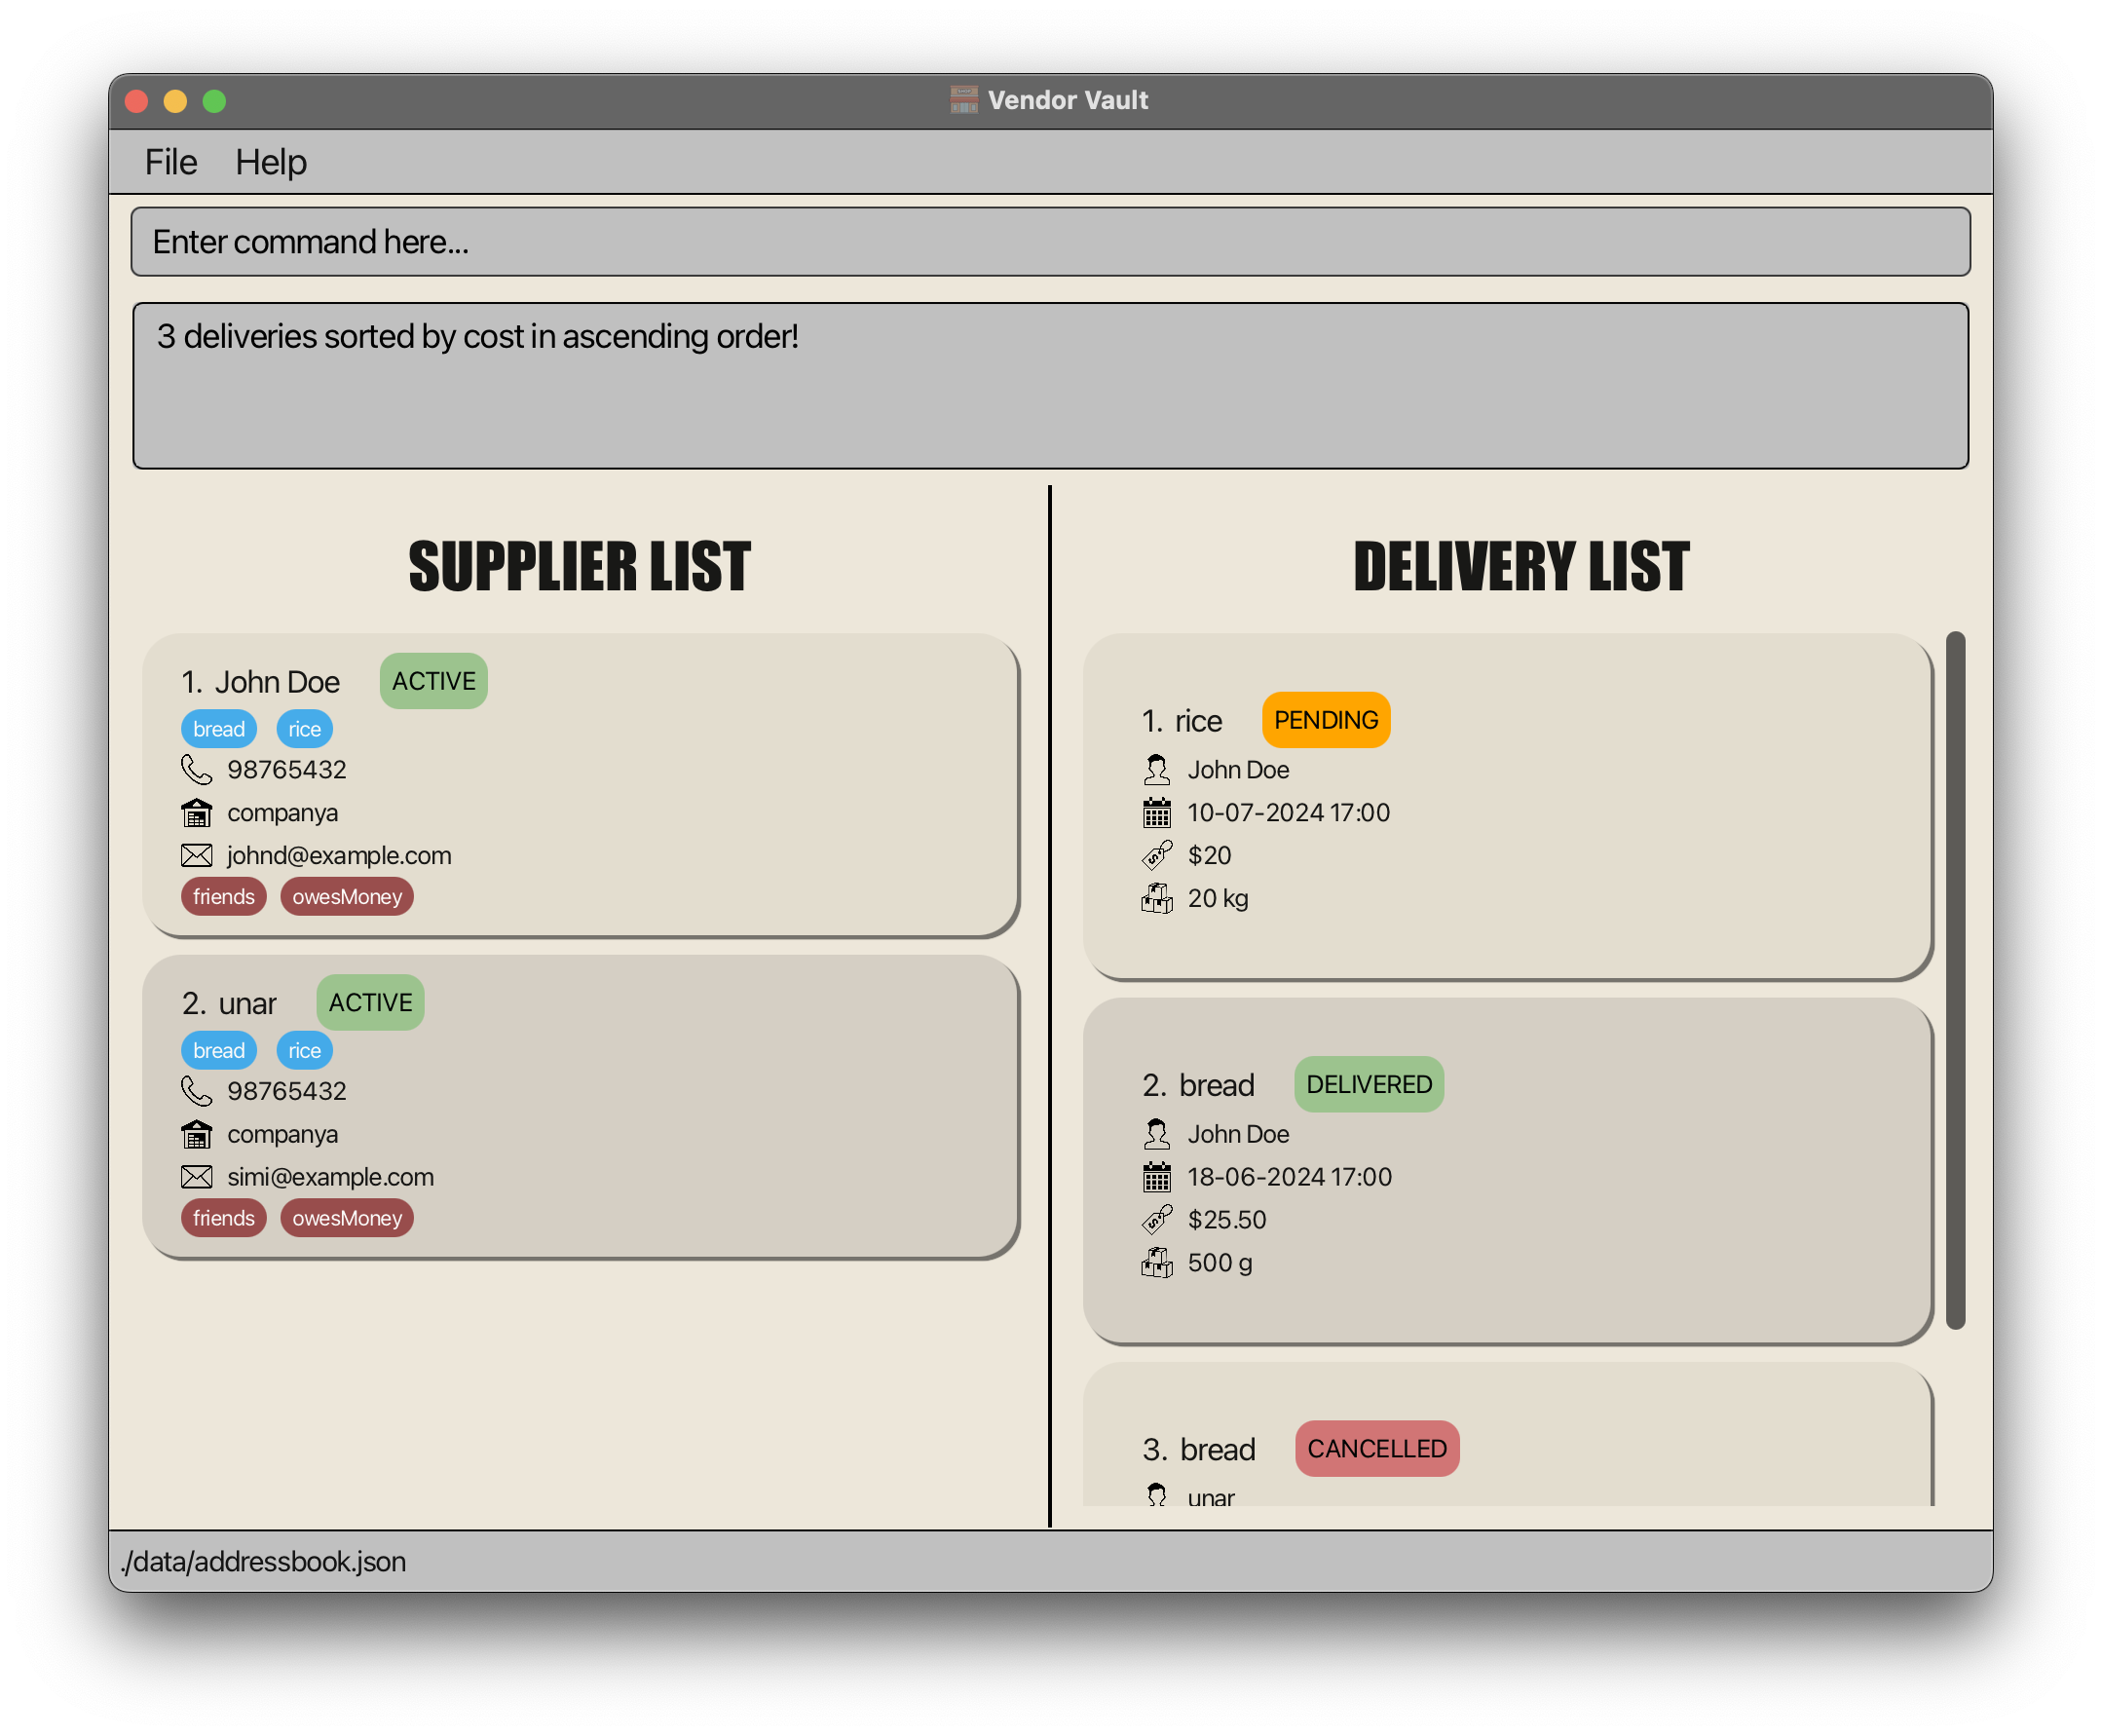 Vendor Vault
File Help
Enter command here...
3 deliveries sorted by cost in ascending order!
SUPPLIER LIST
1. John Doe ACTIVE
bread rice
98765432
companya
johnd@example.com
friends owesMoney
2. unar ACTIVE
bread rice
98765432
companya
simi@example.com
friends owesMoney
DELIVERY LIST
1. rice PENDING
John Doe
10-07-2024 17:00
$20
20 kg
2. bread DELIVERED
John Doe
18-06-2024 17:00
$25.50
500 g
3. bread CANCELLED
unar
./data/addressbook.json